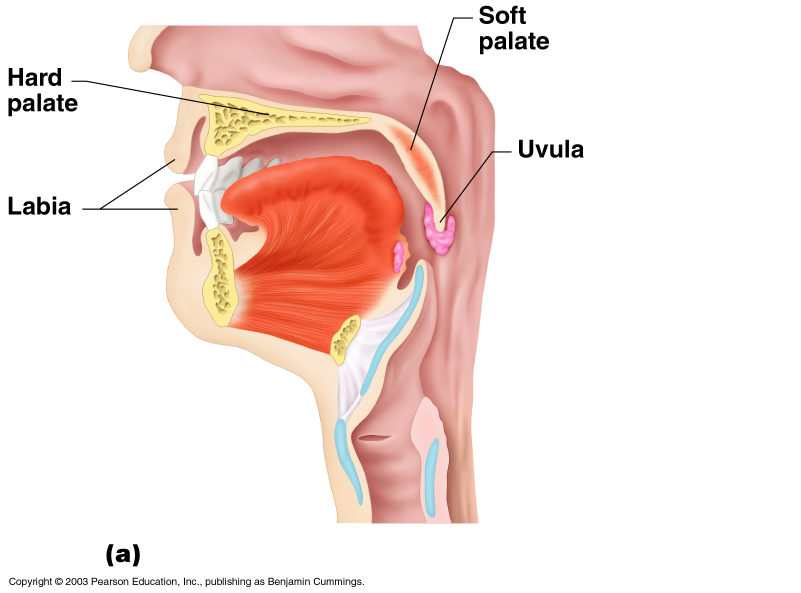 Soft
palate
Hard
palate
Uvula
Labia
(a)
Copyright © 2003 Pearson Education, Inc., publishing as Benjamin Cummings.